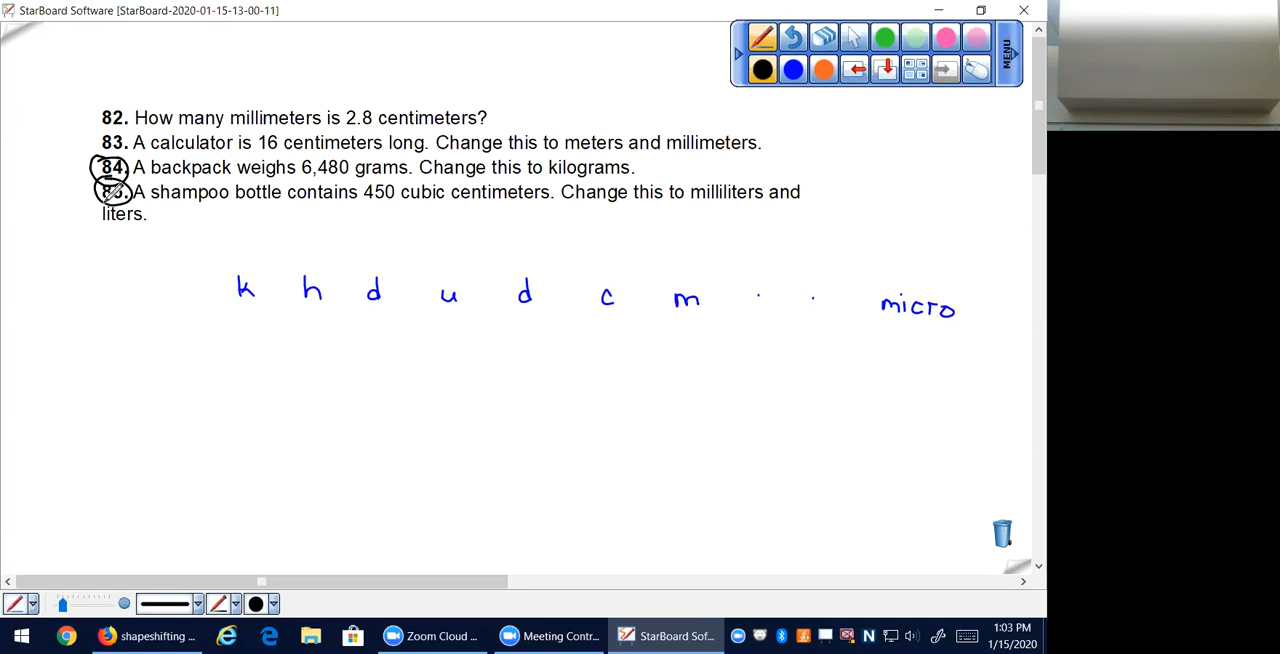 StarBoard Software [StarBoard-2020-01-15-13-00-11]
MENU
82. How many millimeters is 2.8 centimeters?
83. A calculator is 16 centimeters long. Change this to meters and millimeters.
84. A backpack weighs 6,480 grams. Change this to kilograms.
85. A shampoo bottle contains 450 cubic centimeters. Change this to milliliters and
liters.
k h d u d c m . . micro
shapeshifting ...
Zoom Cloud ...
Meeting Contr...
StarBoard Sof...
N
1:03 PM
1/15/2020